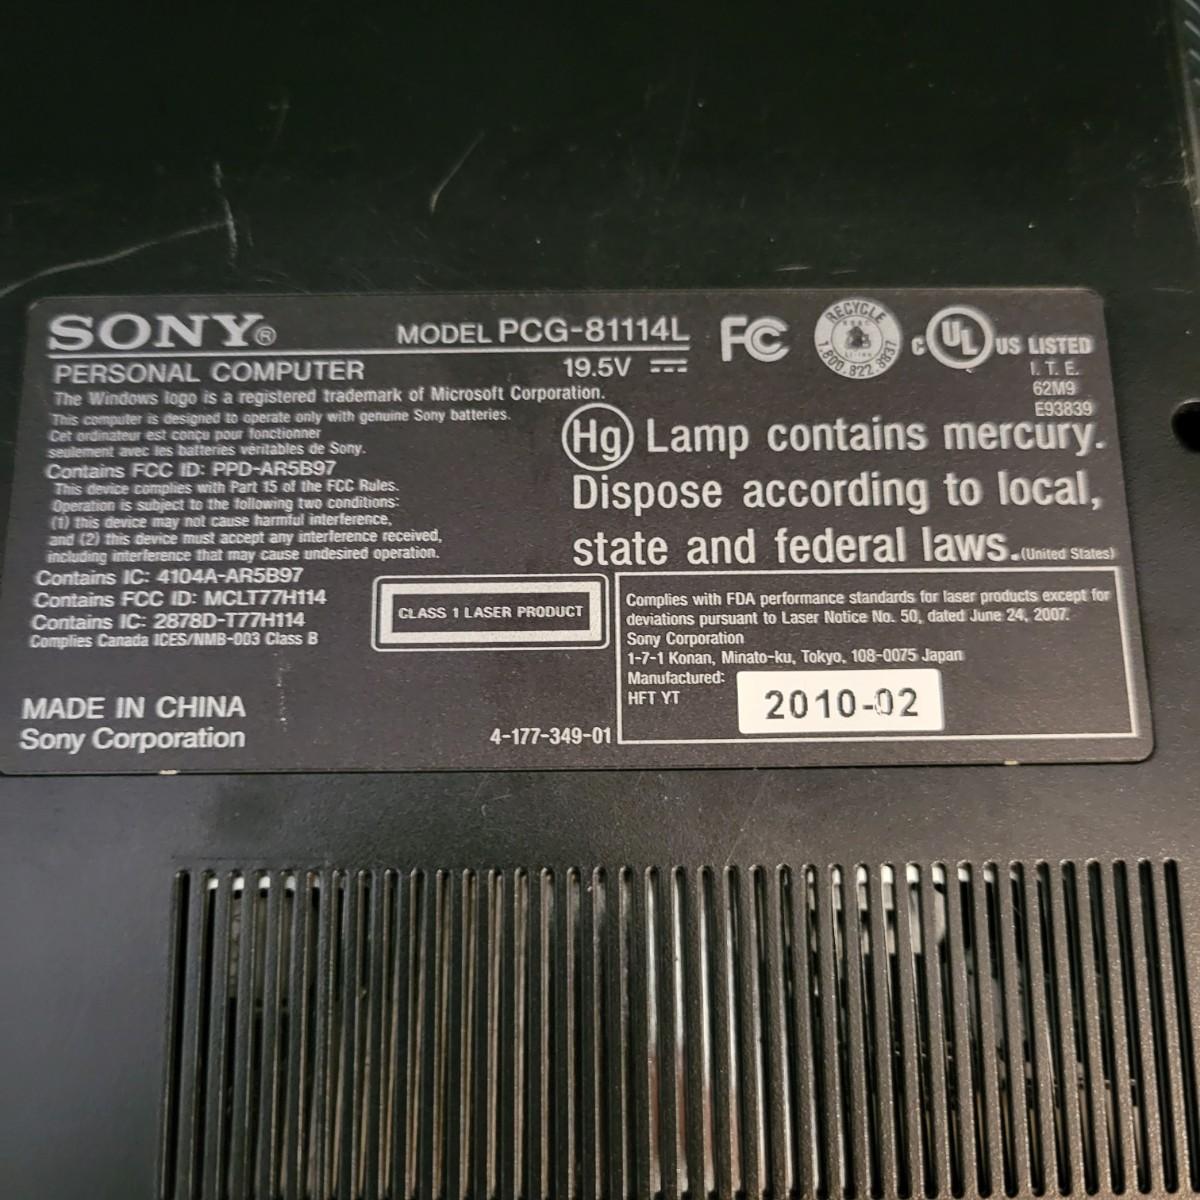 SONY®
MODEL PCG-81114L
FC
RECYCLE
1.800.822.8837
C UL US LISTED
I. T. E.
62M9
E93839
PERSONAL COMPUTER
19.5V
The Windows logo is a registered trademark of Microsoft Corporation.
This computer is designed to operate only with genuine Sony batteries.
Cet ordinateur est conçu pour fonctionner
seulement avec les batteries véritables de Sony.
Contains FCC ID: PPD-AR5B97
This device complies with Part 15 of the FCC Rules.
Operation is subject to the following two conditions:
(1) this device may not cause harmful interference,
and (2) this device must accept any interference received,
including interference that may cause undesired operation.
Contains IC: 4104A-AR5B97
Contains FCC ID: MCLT77H114
Contains IC: 2878D-T77H114
Complies Canada ICES/NMB-003 Class B
Hg Lamp contains mercury.
Dispose according to local,
state and federal laws.(United States)
CLASS 1 LASER PRODUCT
Complies with FDA performance standards for laser products except for
deviations pursuant to Laser Notice No. 50, dated June 24, 2007.
Sony Corporation
1-7-1 Konan, Minato-ku, Tokyo, 108-0075 Japan
Manufactured:
HFT YT
2010-02
MADE IN CHINA
Sony Corporation
4-177-349-01